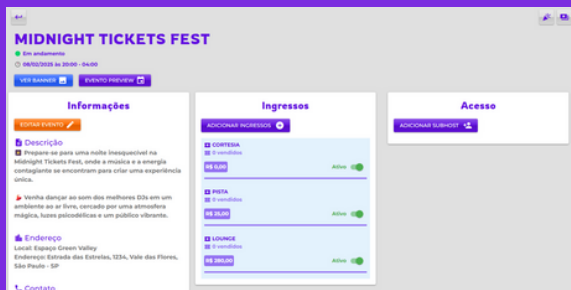 MIDNIGHT TICKETS FEST
Em andamento
08/02/2025 às 20:00 - 04:00
VER BANNER
EVENTO PREVIEW
Informações
EDITAR EVENTO
Descrição
Prepare-se para uma noite inesquecível na
Midnight Tickets Fest, onde a música e a energia
contagiante se encontram para criar uma experiência
única.
Venha dançar ao som dos melhores DJs em um
ambiente ao ar livre, cercado por uma atmosfera
mágica, luzes psicodélicas e um público vibrante.
Endereço
Local: Espaço Green Valley
Endereço: Estrada das Estrelas, 1234, Vale das Flores,
São Paulo - SP
Contato
Ingressos
ADICIONAR INGRESSOS
CORTESIA
0 vendidos
R$ 0,00
Ativo
PISTA
0 vendidos
R$ 25,00
Ativo
LOUNGE
0 vendidos
Ativo
Acesso
ADICIONAR SUBHOST